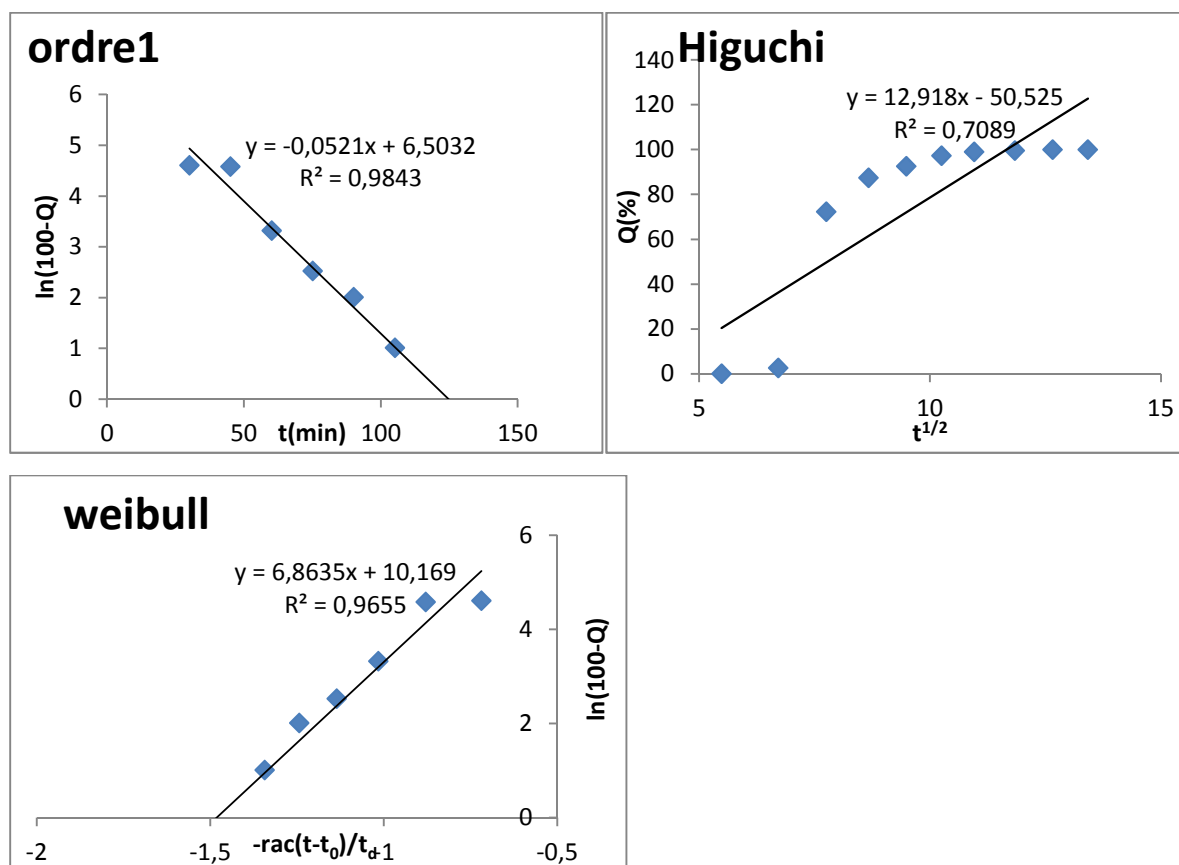 ordre1
y = -0,0521x + 6,5032
R² = 0,9843
6
5
4
3
2
1
0
ln(100-Q)
0
50
100
150
t(min)
Higuchi
y = 12,918x - 50,525
R² = 0,7089
140
120
100
80
60
40
20
0
Q(%)
5
10
15
t^1/2
weibull
y = 6,8635x + 10,169
R² = 0,9655
6
4
2
0
ln(100-Q)
-2
-1,5
-1
-0,5
-rac(t-t₀)/t_d